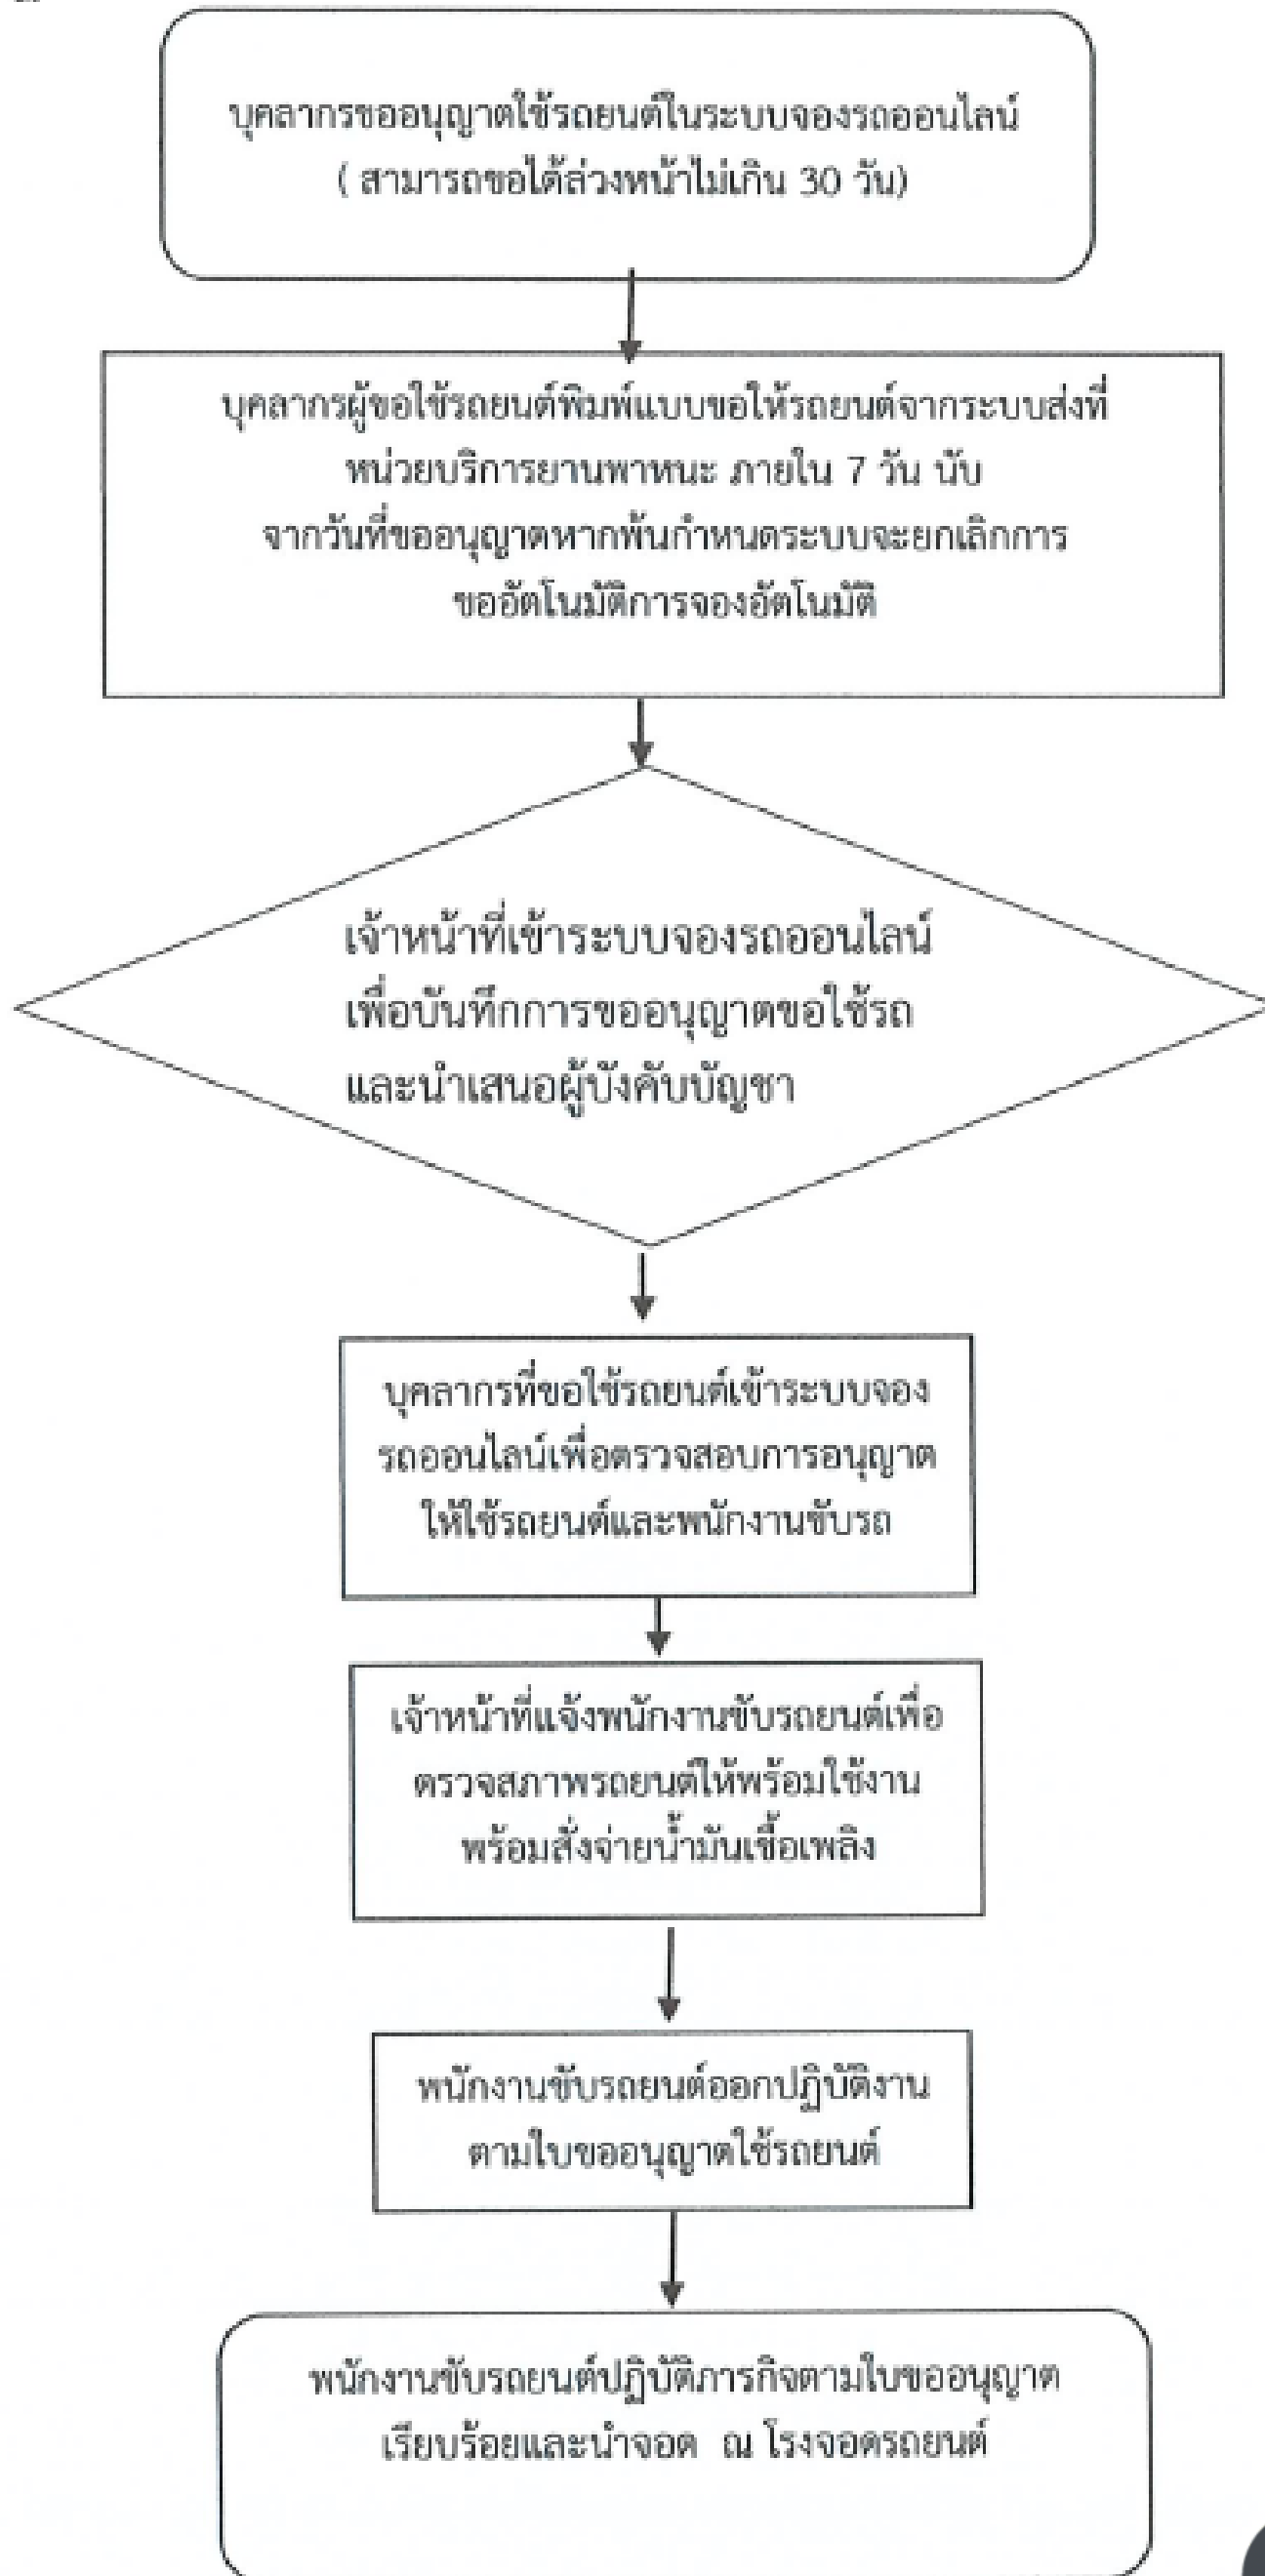 บุคลากรขออนุญาตใช้รถยนต์ในระบบจองรถออนไลน์
( สามารถขอได้ล่วงหน้าไม่เกิน 30 วัน)
บุคลากรผู้ขอใช้รถยนต์พิมพ์แบบขอให้รถยนต์จากระบบส่งที่
หน่วยบริการยานพาหนะ ภายใน 7 วัน นับ
จากวันที่ขออนุญาตหากพ้นกำหนดระบบจะยกเลิกการ
ขออัตโนมัติการจองอัตโนมัติ
เจ้าหน้าที่เข้าระบบจองรถออนไลน์
เพื่อบันทึกการขออนุญาตขอใช้รถ
และนำเสนอผู้บังคับบัญชา
บุคลากรที่ขอใช้รถยนต์เข้าระบบจอง
รถออนไลน์เพื่อตรวจสอบการอนุญาต
ให้ใช้รถยนต์และพนักงานขับรถ
เจ้าหน้าที่แจ้งพนักงานขับรถยนต์เพื่อ
ตรวจสภาพรถยนต์ให้พร้อมใช้งาน
พร้อมสั่งจ่ายน้ำมันเชื้อเพลิง
พนักงานขับรถยนต์ออกปฏิบัติงาน
ตามใบขออนุญาตใช้รถยนต์
พนักงานขับรถยนต์ปฏิบัติภารกิจตามใบขออนุญาต
เรียบร้อยและนำจอด ณ โรงจอดรถยนต์